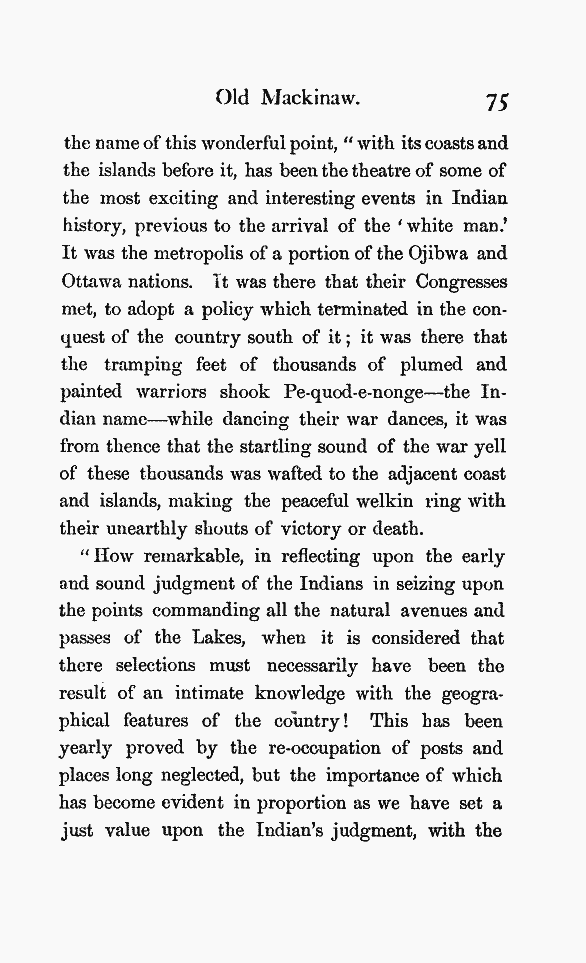 Old Mackinaw. 75
the name of this wonderful point, “ with its coasts and
the islands before it, has been the theatre of some of
the most exciting and interesting events in Indian
history, previous to the arrival of the ‘ white man.’
It was the metropolis of a portion of the Ojibwa and
Ottawa nations. It was there that their Congresses
met, to adopt a policy which terminated in the con-
quest of the country south of it ; it was there that
the tramping feet of thousands of plumed and
painted warriors shook Pe-quod-e-nonge—the In-
dian name—while dancing their war dances, it was
from thence that the startling sound of the war yell
of these thousands was wafted to the adjacent coast
and islands, making the peaceful welkin ring with
their unearthly shouts of victory or death.
“ How remarkable, in reflecting upon the early
and sound judgment of the Indians in seizing upon
the points commanding all the natural avenues and
passes of the Lakes, when it is considered that
there selections must necessarily have been the
result of an intimate knowledge with the geogra-
phical features of the country! This has been
yearly proved by the re-occupation of posts and
places long neglected, but the importance of which
has become evident in proportion as we have set a
just value upon the Indian’s judgment, with the